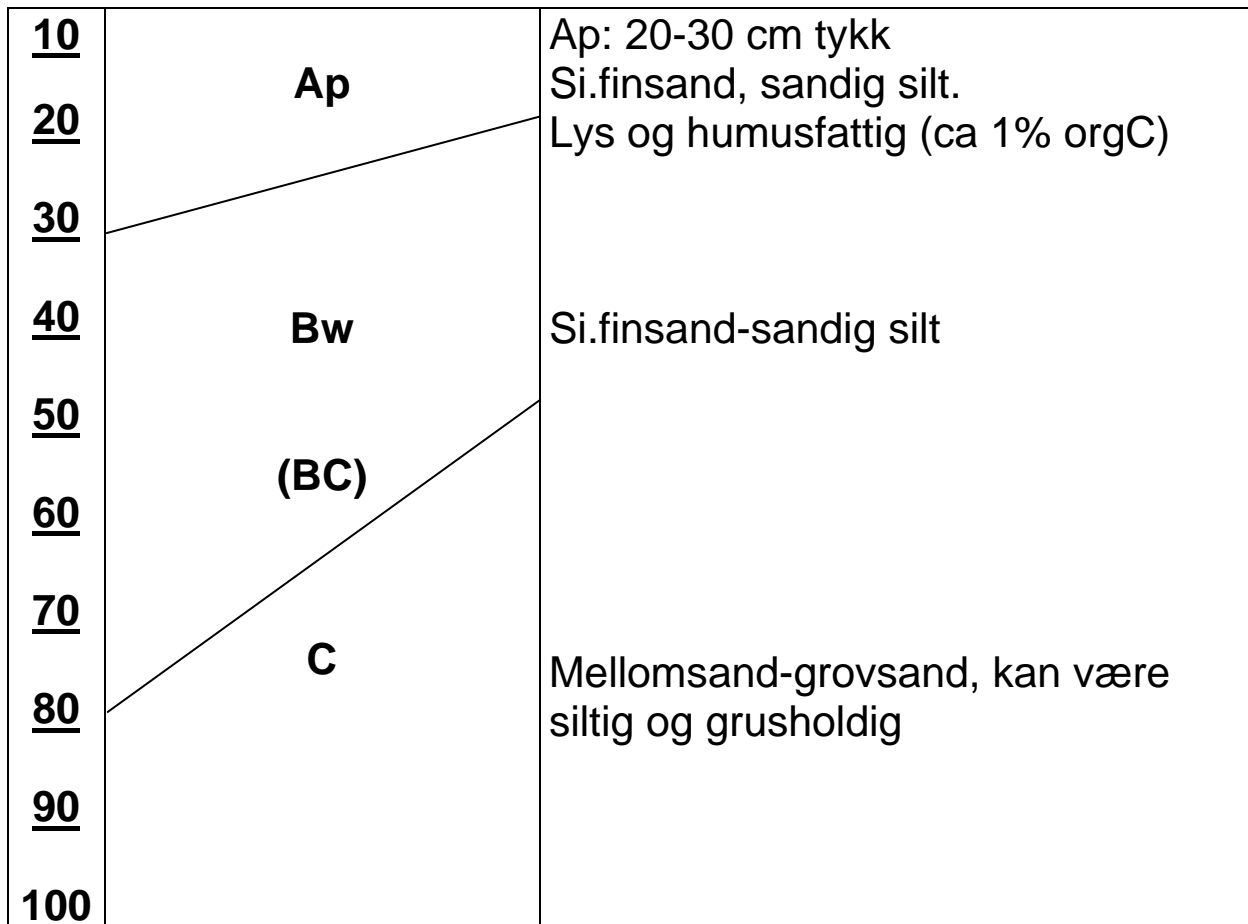 10
Ap: 20-30 cm tykk
Ap
Si.finsand, sandig silt.
20
Lys og humusfattig (ca 1% orgC)
30
40
Bw
Si.finsand-sandig silt
50
(BC)
60
70
C
Mellomsand-grovsand, kan være
80
siltig og grusholdig
90
100